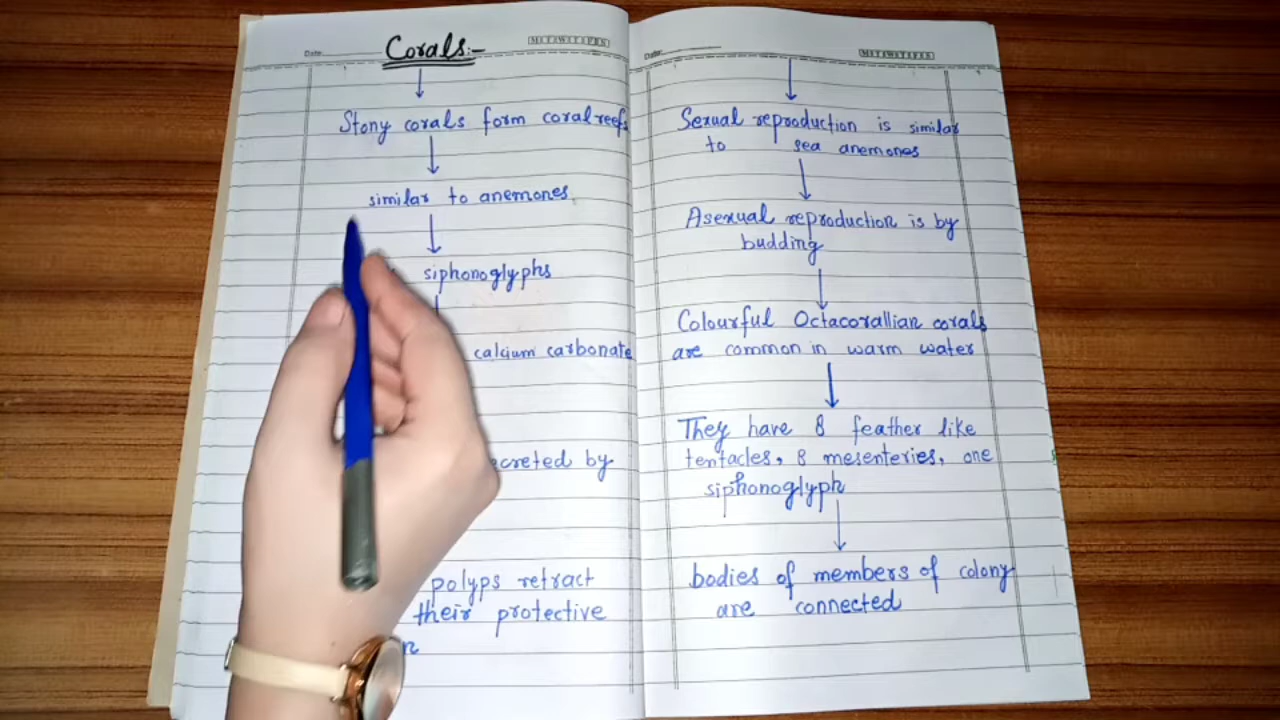 Date:
Corals:-
M T W T F S
Stony corals form coral reefs
similar to anemones
siphonoglyphs
calcium carbonate
ecreted by
polyps retract
their protective
Date:
M T W T F S
Sexual reproduction is similar
to sea anemones
Asexual reproduction is by
budding
Colourful Octacorallian corals
are common in warm water
They have 8 feather like
tentacles, 8 mesenteries, one
siphonoglyph
bodies of members of colony
are connected